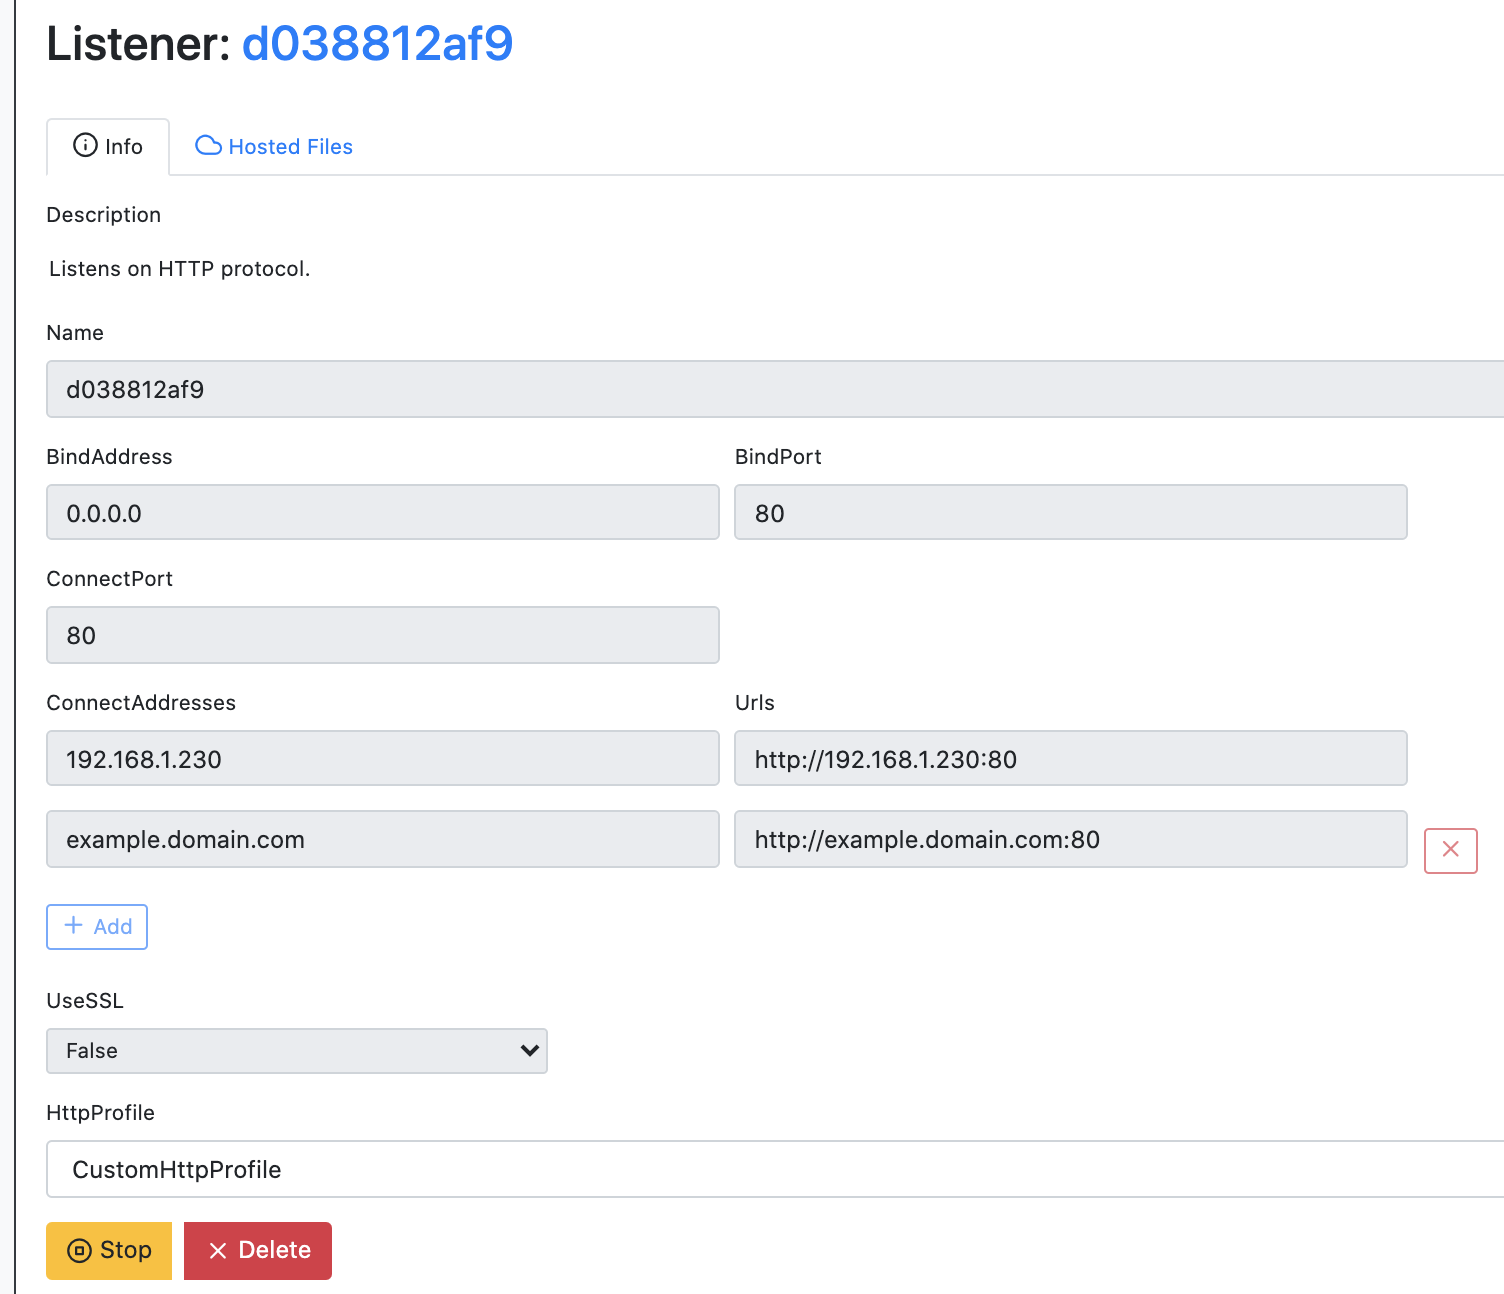 Listener: d038812af9
Info Hosted Files
Description
Listens on HTTP protocol.
Name
d038812af9
BindAddress BindPort
0.0.0.0 80
ConnectPort
80
ConnectAddresses Urls
192.168.1.230 http://192.168.1.230:80
example.domain.com http://example.domain.com:80
Add
UseSSL
False
HttpProfile
CustomHttpProfile
Stop Delete